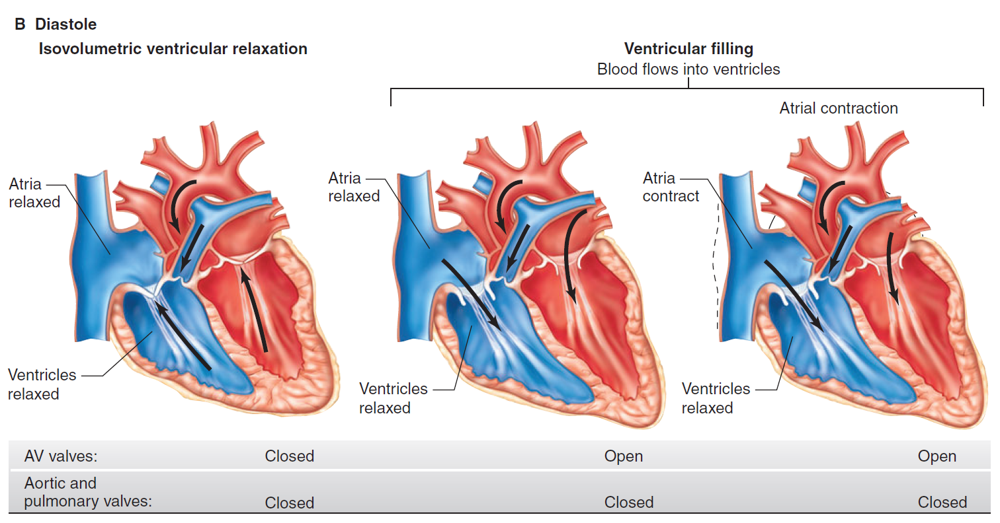 B Diastole
Isovolumetric ventricular relaxation
Ventricular filling
Blood flows into ventricles
Atrial contraction
Atria
relaxed
Ventricles
relaxed
Atria
relaxed
Ventricles
relaxed
Atria
contract
Ventricles
relaxed
AV valves: Closed Open Open
Aortic and
pulmonary valves: Closed Closed Closed